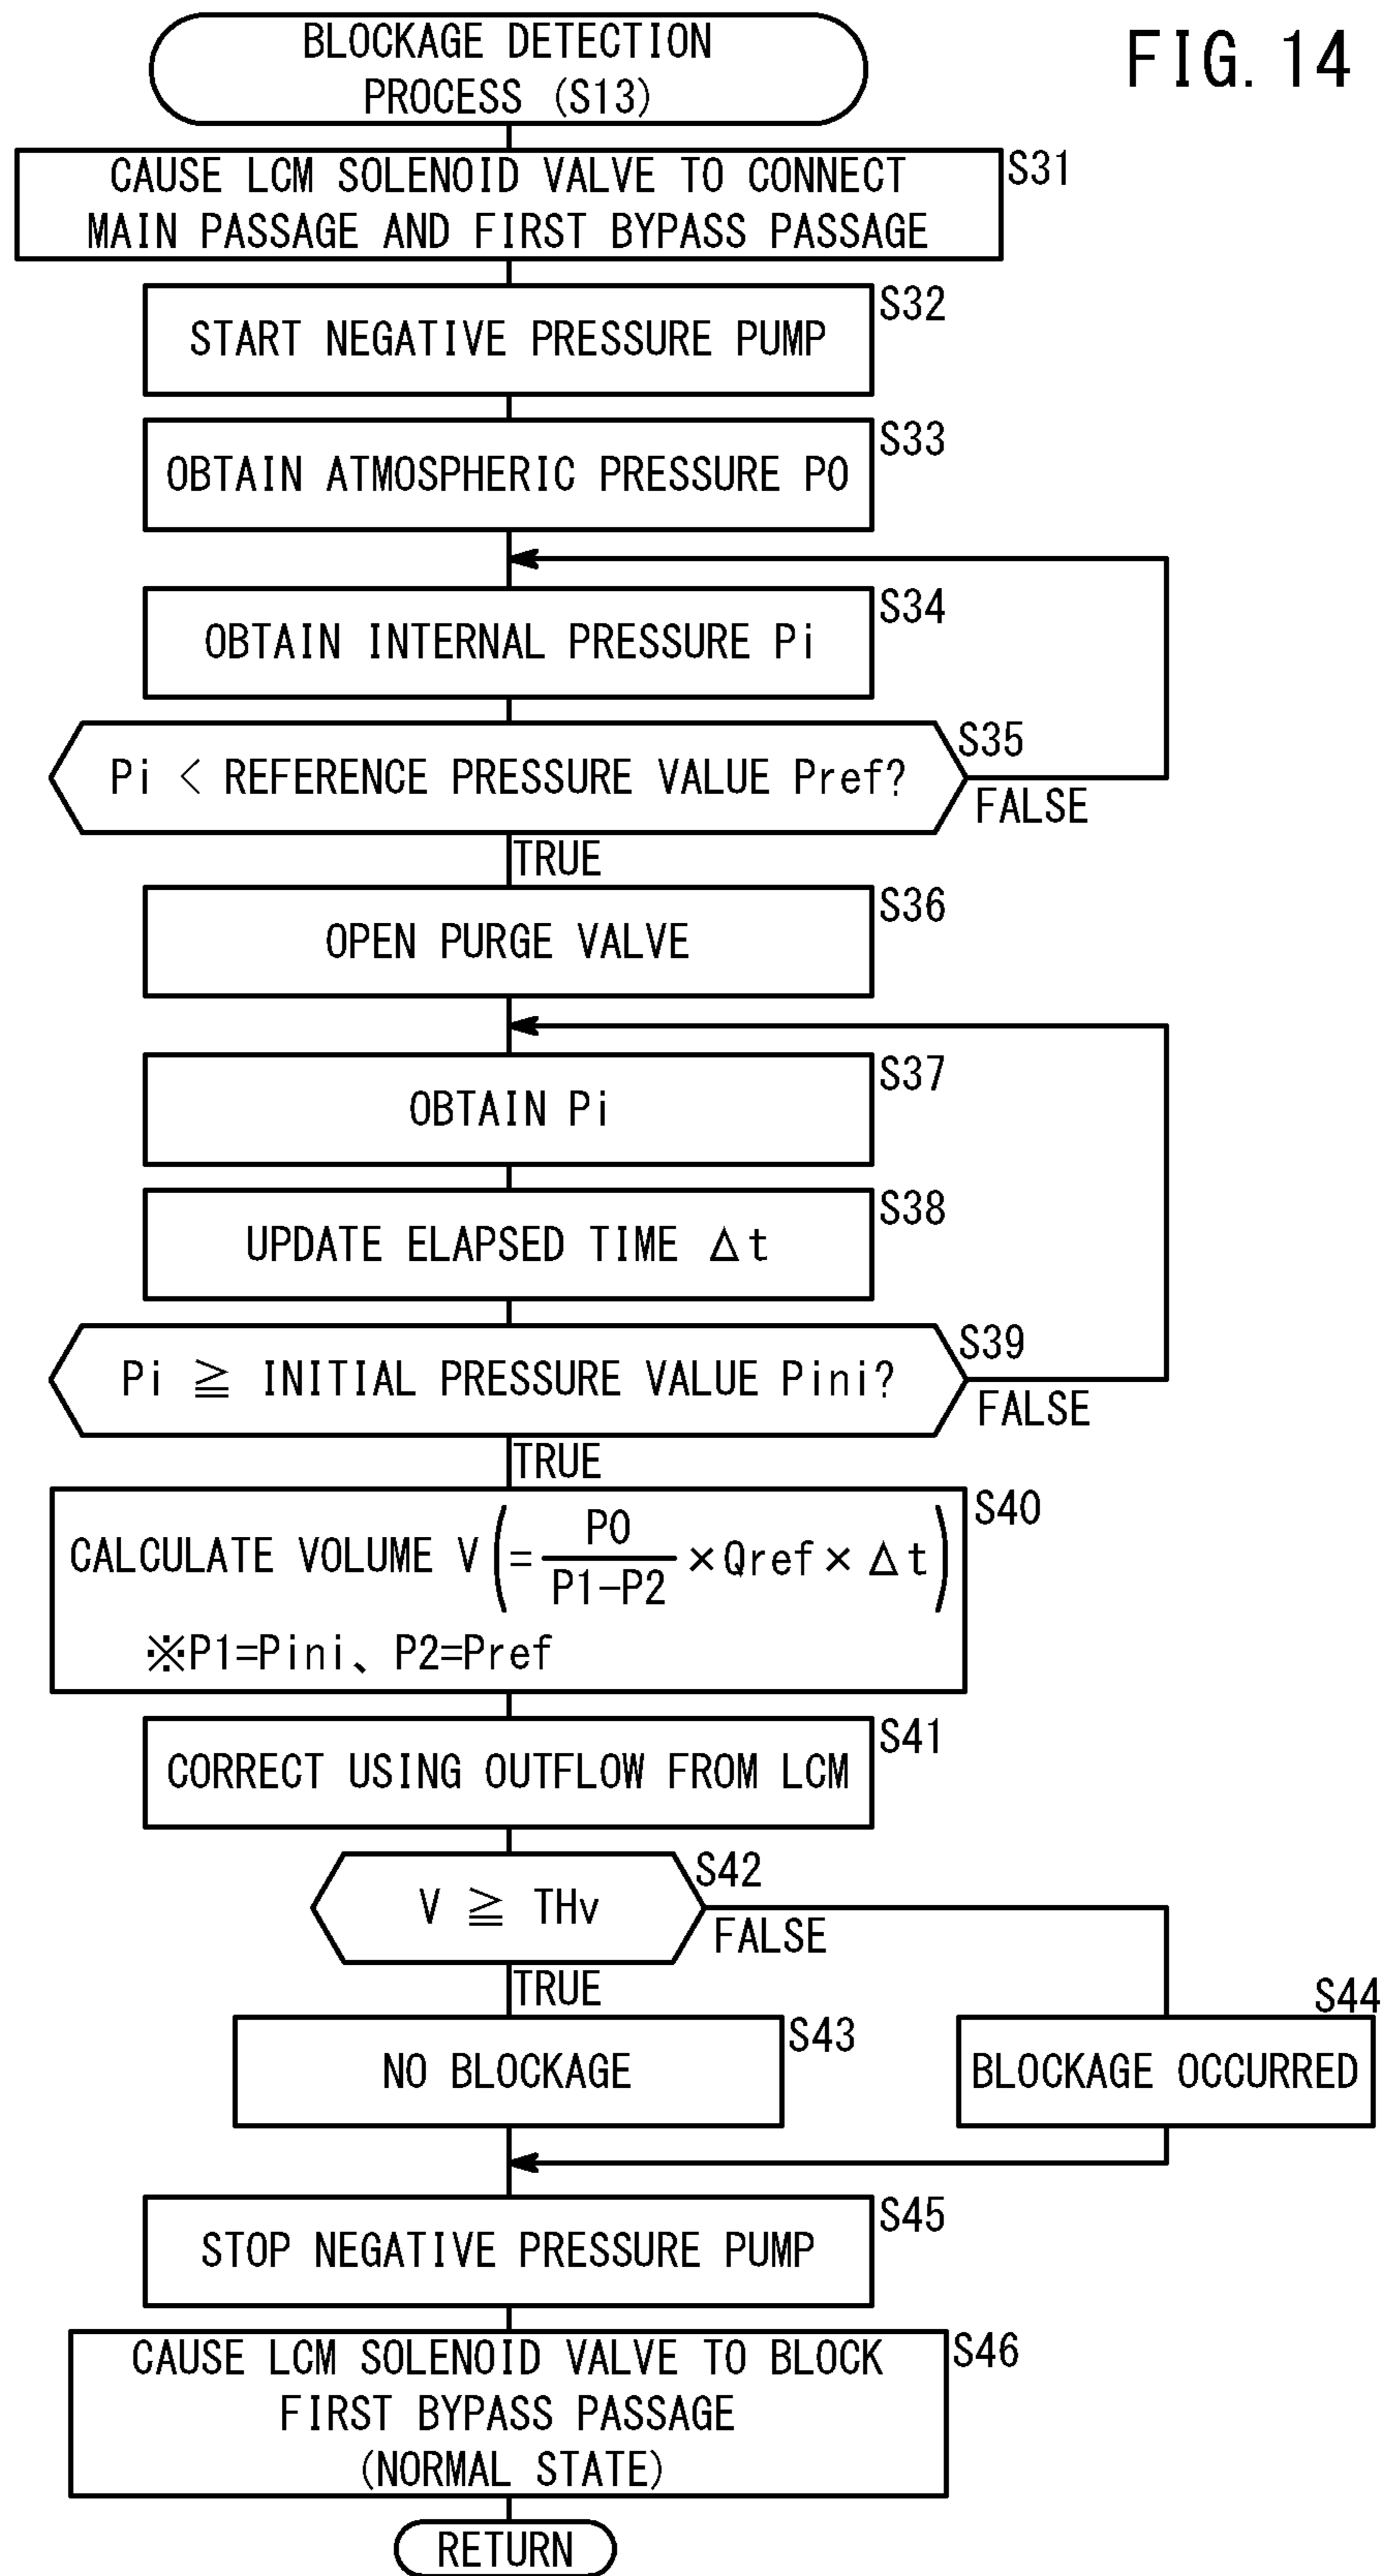 FIG. 14
BLOCKAGE DETECTION
PROCESS (S13)
CAUSE LCM SOLENOID VALVE TO CONNECT
MAIN PASSAGE AND FIRST BYPASS PASSAGE
S31
START NEGATIVE PRESSURE PUMP
S32
OBTAIN ATMOSPHERIC PRESSURE P0
S33
OBTAIN INTERNAL PRESSURE Pi
S34
Pi < REFERENCE PRESSURE VALUE Pref?
S35
FALSE
TRUE
OPEN PURGE VALVE
S36
OBTAIN Pi
S37
UPDATE ELAPSED TIME Δt
S38
Pi ≧ INITIAL PRESSURE VALUE Pini?
S39
FALSE
TRUE
CALCULATE VOLUME V (= P0 / P1-P2 × Qref × Δt)
※P1=Pini、P2=Pref
S40
CORRECT USING OUTFLOW FROM LCM
S41
V ≧ THv
S42
FALSE
TRUE
NO BLOCKAGE
S43
BLOCKAGE OCCURRED
S44
STOP NEGATIVE PRESSURE PUMP
S45
CAUSE LCM SOLENOID VALVE TO BLOCK
FIRST BYPASS PASSAGE
(NORMAL STATE)
S46
RETURN